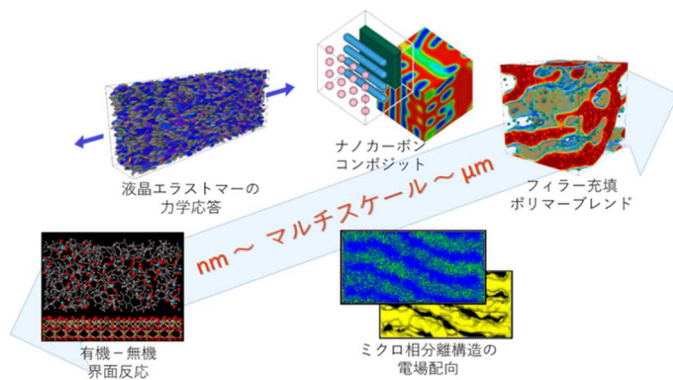 ナノカーボン
コンポジット
液晶エラストマーの
力学応答
フィラー充填
ポリマーブレンド
nm ～ マルチスケール ～ μm
有機－無機
界面反応
ミクロ相分離構造の
電場配向